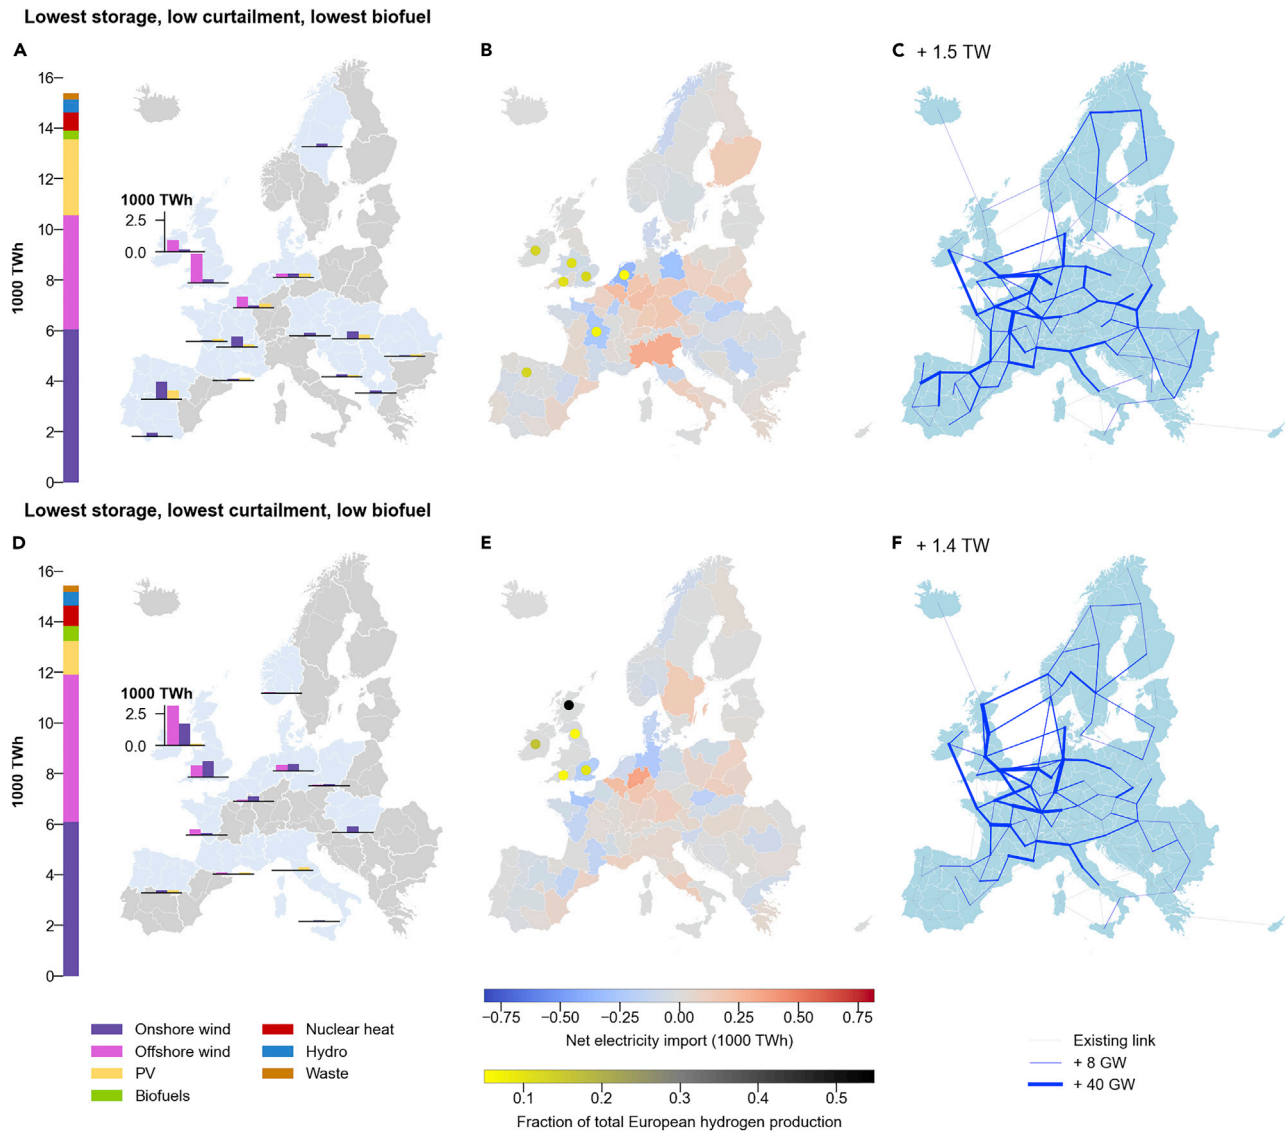 Lowest storage, low curtailment, lowest biofuel
A
B
C
+ 1.5 TW
16
14
12
10
8
6
4
2
0
1000 TWh
1000 TWh
2.5
0.0
Lowest storage, lowest curtailment, low biofuel
D
E
F
+ 1.4 TW
16
14
12
10
8
6
4
2
0
1000 TWh
1000 TWh
2.5
0.0
Onshore wind
Offshore wind
PV
Biofuels
Nuclear heat
Hydro
Waste
−0.75 −0.50 −0.25 0.00 0.25 0.50 0.75
Net electricity import (1000 TWh)
0.1 0.2 0.3 0.4 0.5
Fraction of total European hydrogen production
Existing link
+ 8 GW
+ 40 GW